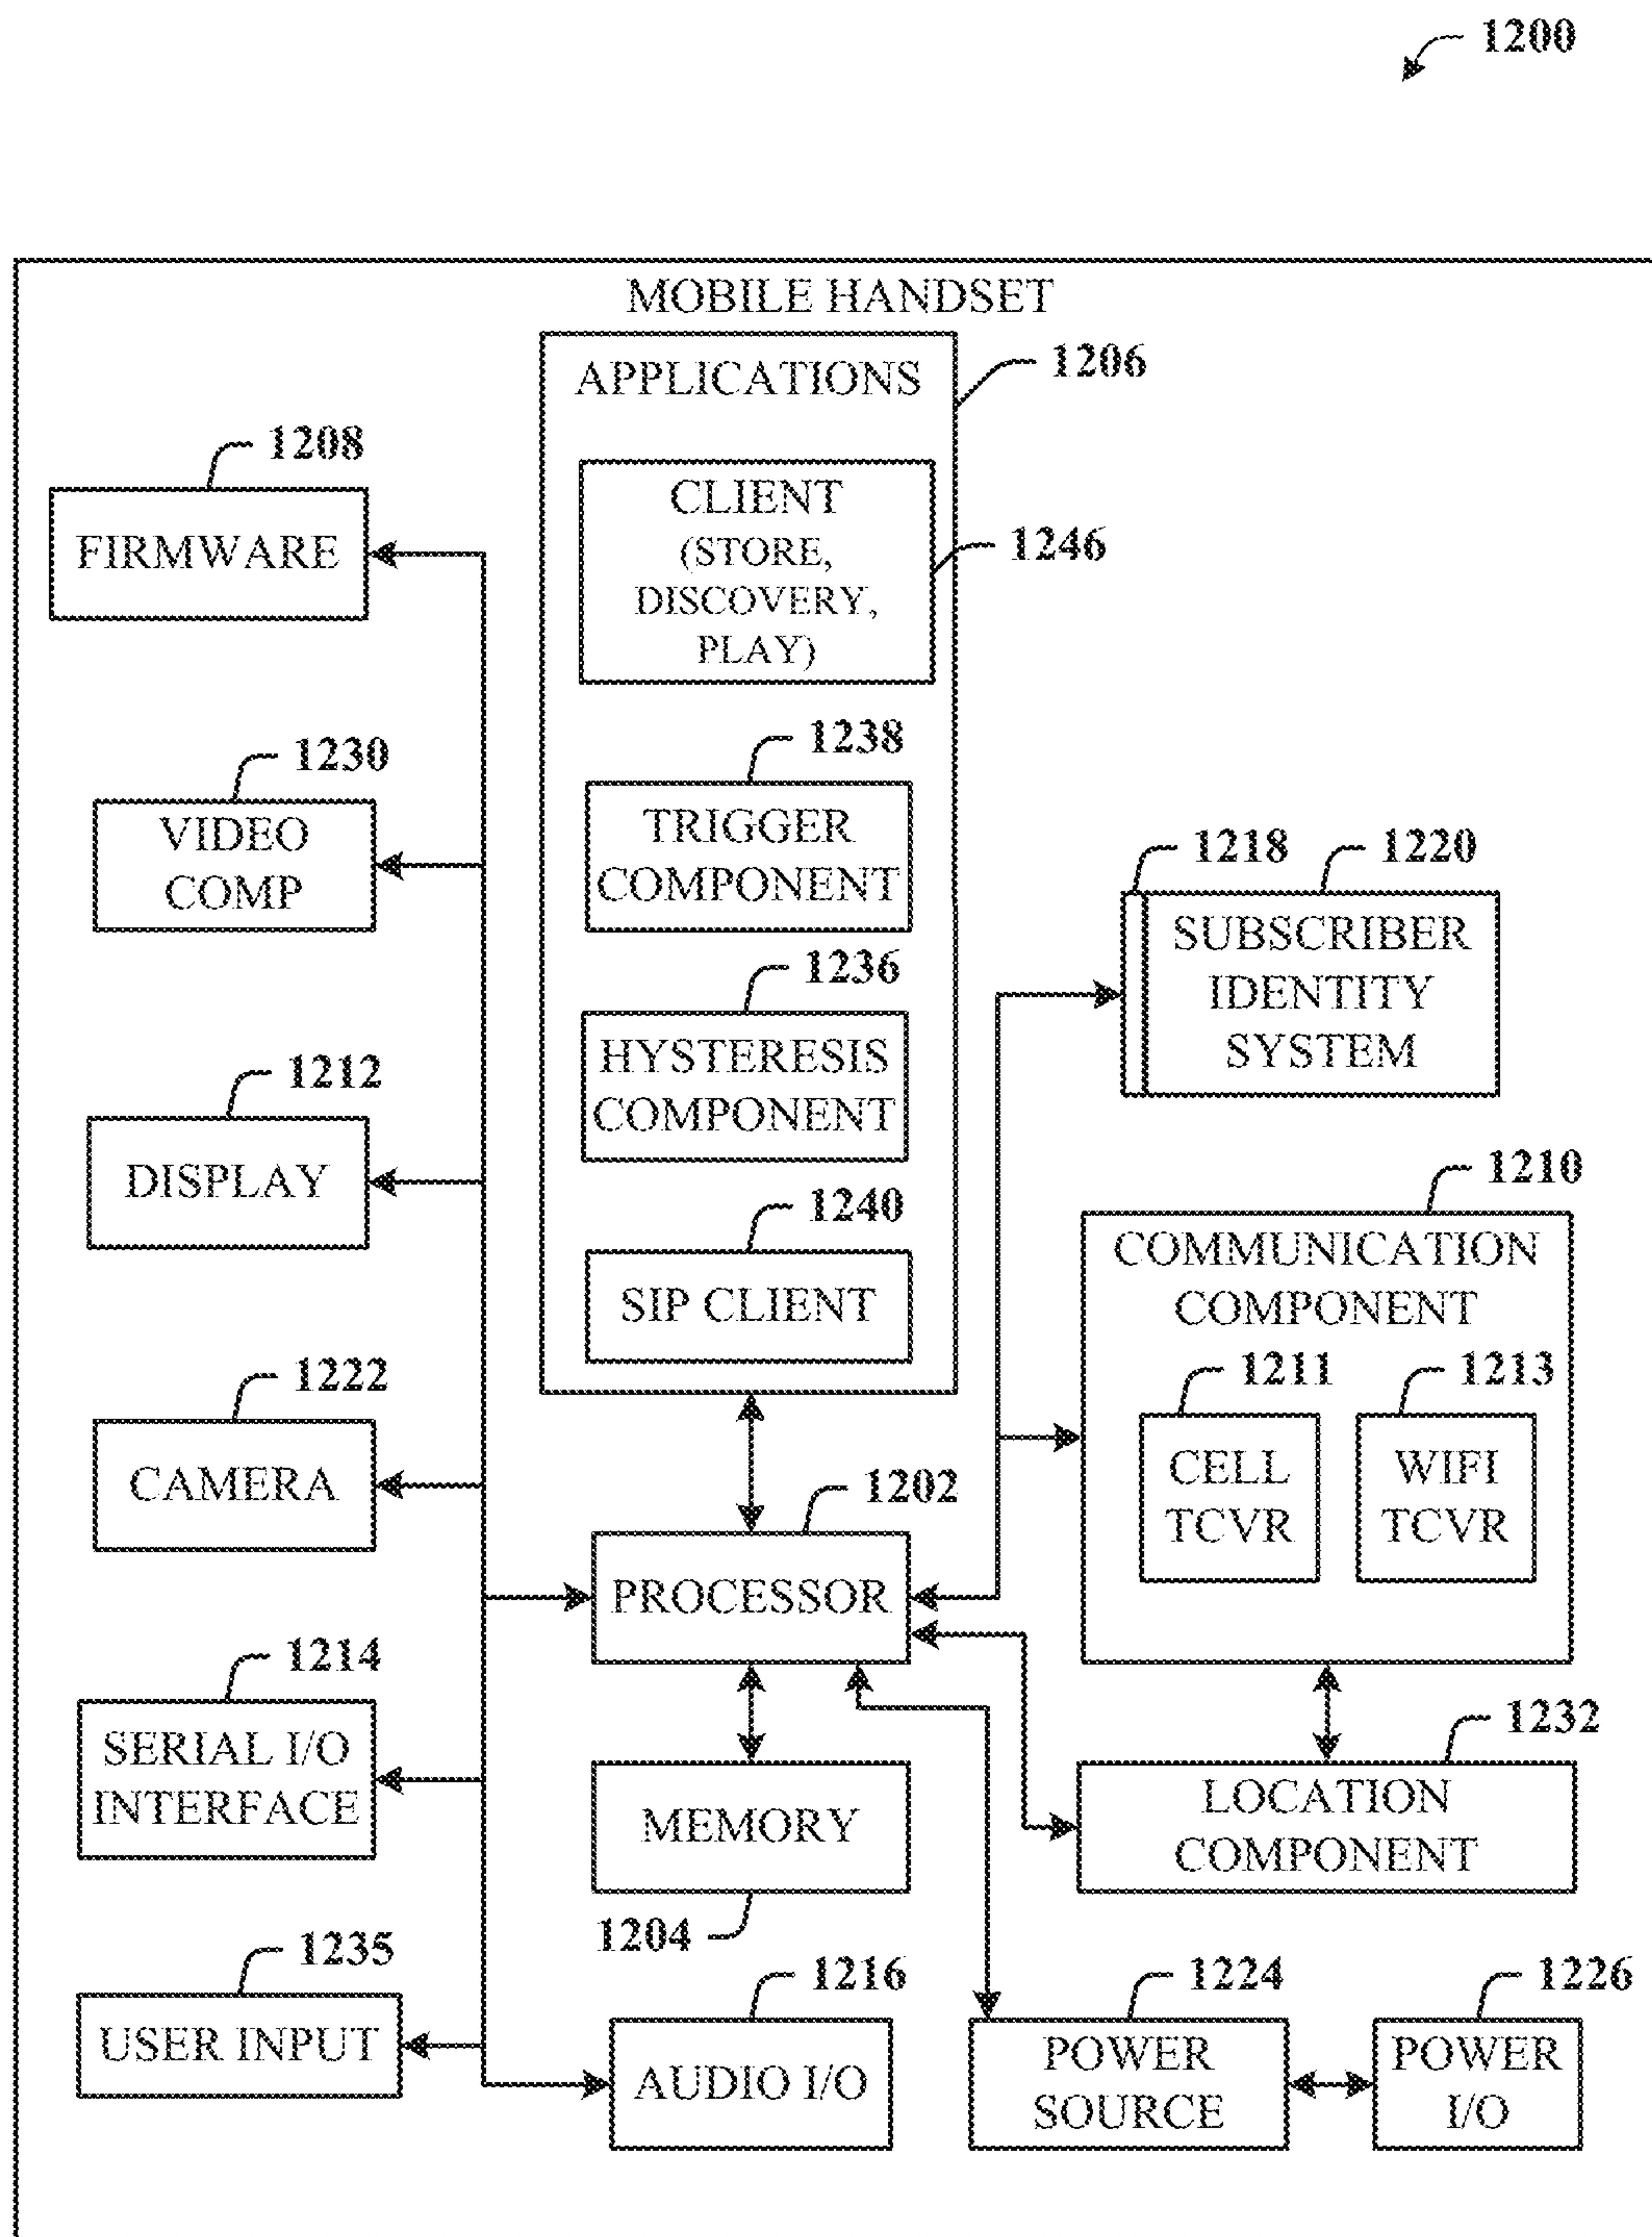 1200
MOBILE HANDSET
APPLICATIONS
1206
CLIENT
(STORE,
DISCOVERY,
PLAY)
1246
1208
FIRMWARE
1238
TRIGGER
COMPONENT
1230
VIDEO
COMP
1218
1220
SUBSCRIBER
IDENTITY
SYSTEM
1236
HYSTERESIS
COMPONENT
1212
DISPLAY
1240
SIP CLIENT
1210
COMMUNICATION
COMPONENT
1211
CELL
TCVR
1213
WIFI
TCVR
1222
CAMERA
1202
PROCESSOR
1214
SERIAL I/O
INTERFACE
MEMORY
1204
1232
LOCATION
COMPONENT
1235
USER INPUT
1216
AUDIO I/O
1224
POWER
SOURCE
1226
POWER
I/O